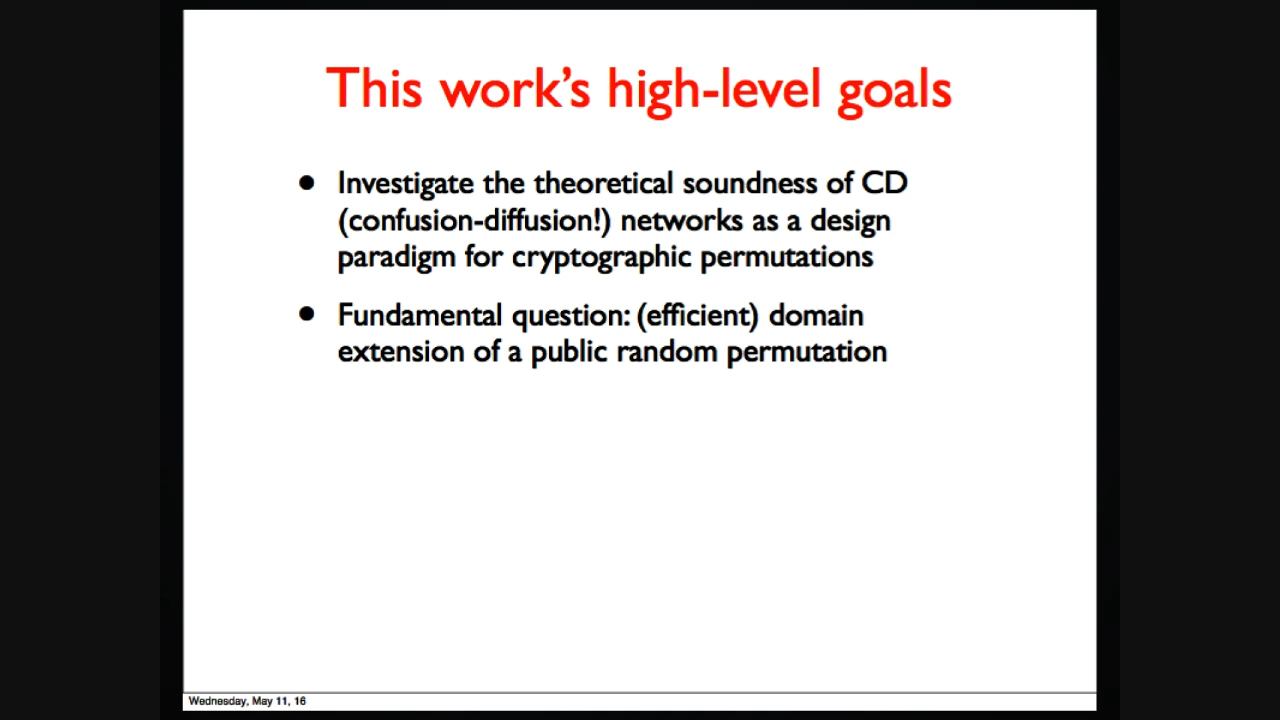 This work's high-level goals
• Investigate the theoretical soundness of CD
(confusion-diffusion!) networks as a design
paradigm for cryptographic permutations
• Fundamental question: (efficient) domain
extension of a public random permutation
Wednesday, May 11, 16